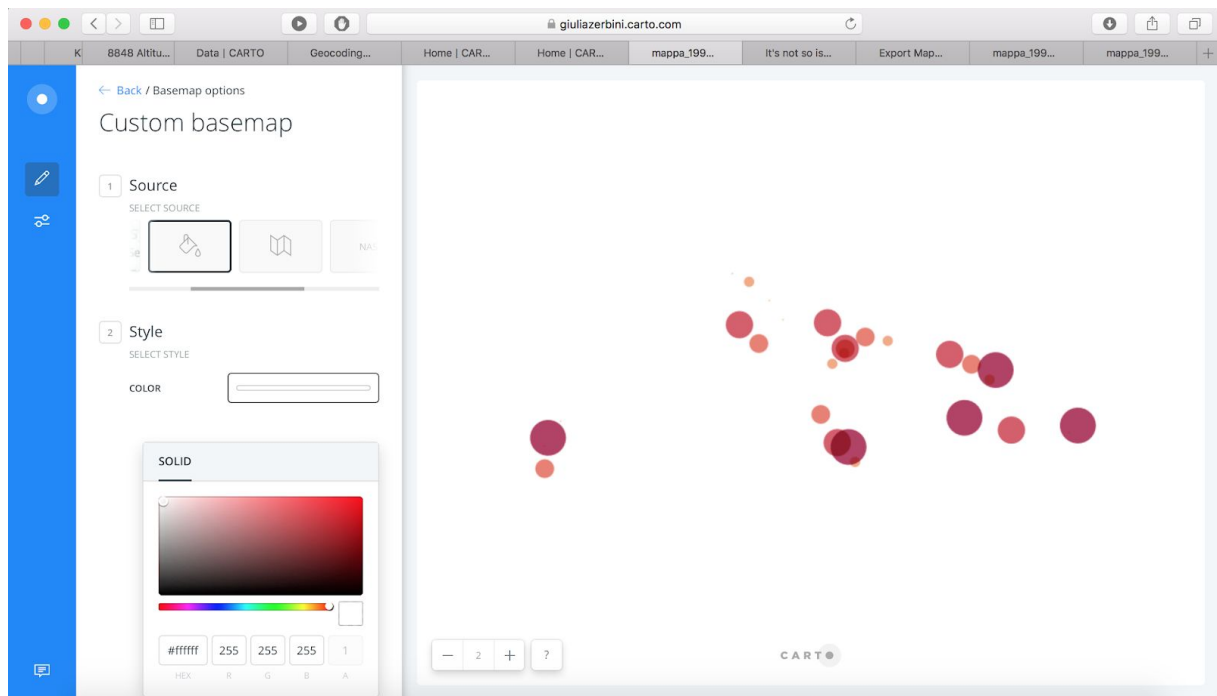 giuliazerbini.carto.com
K
8848 Altitu...
Data | CARTO
Geocoding...
Home | CAR...
Home | CAR...
mappa_199...
It's not so is...
Export Map...
mappa_199...
mappa_199...
← Back / Basemap options
Custom basemap
1 Source
SELECT SOURCE
2 Style
SELECT STYLE
COLOR
SOLID
#ffffff 255 255 255 1
HEX R G B A
− 2 + ?
CARTO